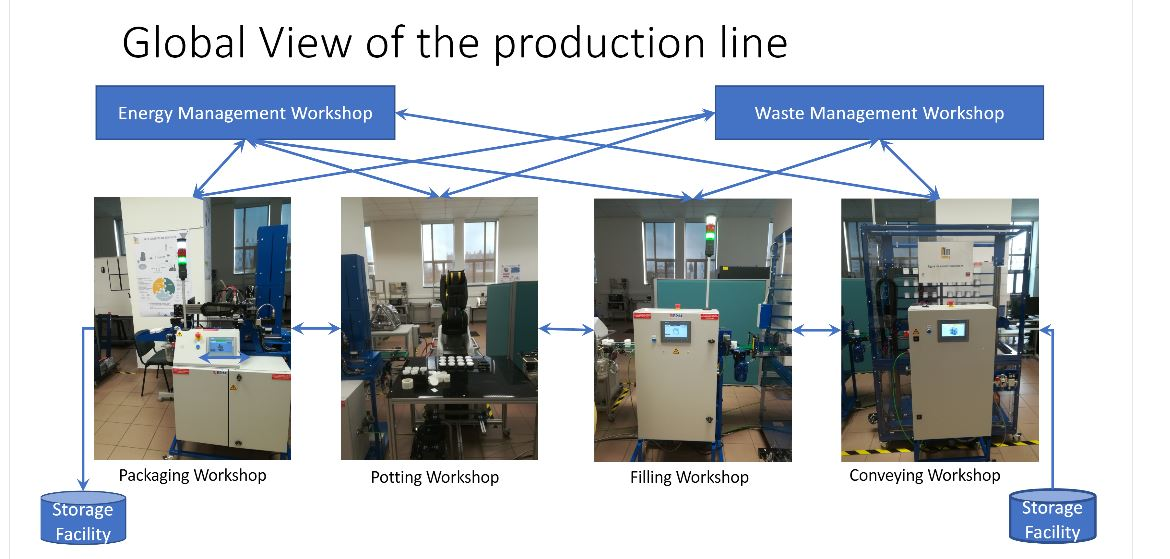 Global View of the production line
Energy Management Workshop
Waste Management Workshop
Packaging Workshop
Potting Workshop
Filling Workshop
Conveying Workshop
Storage
Facility
Storage
Facility